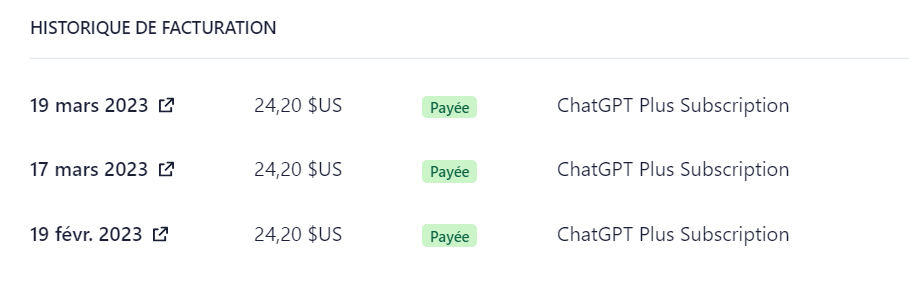 HISTORIQUE DE FACTURATION
19 mars 2023 24,20 $US Payée ChatGPT Plus Subscription
17 mars 2023 24,20 $US Payée ChatGPT Plus Subscription
19 févr. 2023 24,20 $US Payée ChatGPT Plus Subscription